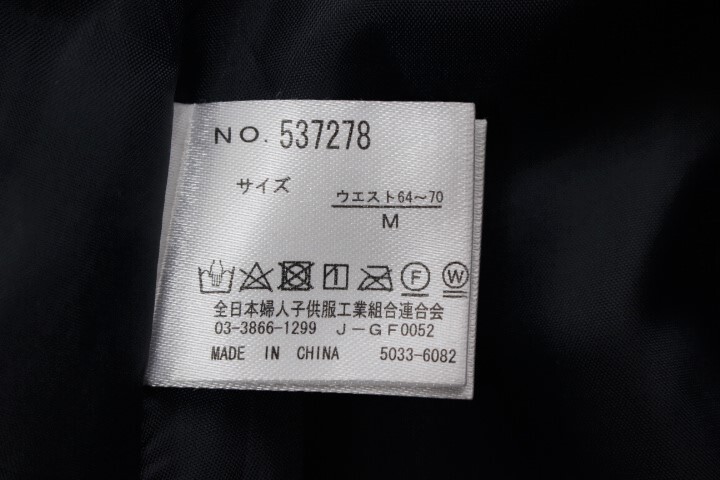 NO. 537278
サイズ
ウエスト64～70
M
F W
全日本婦人子供服工業組合連合会
03-3866-1299 J-GF0052
MADE IN CHINA 5033-6082